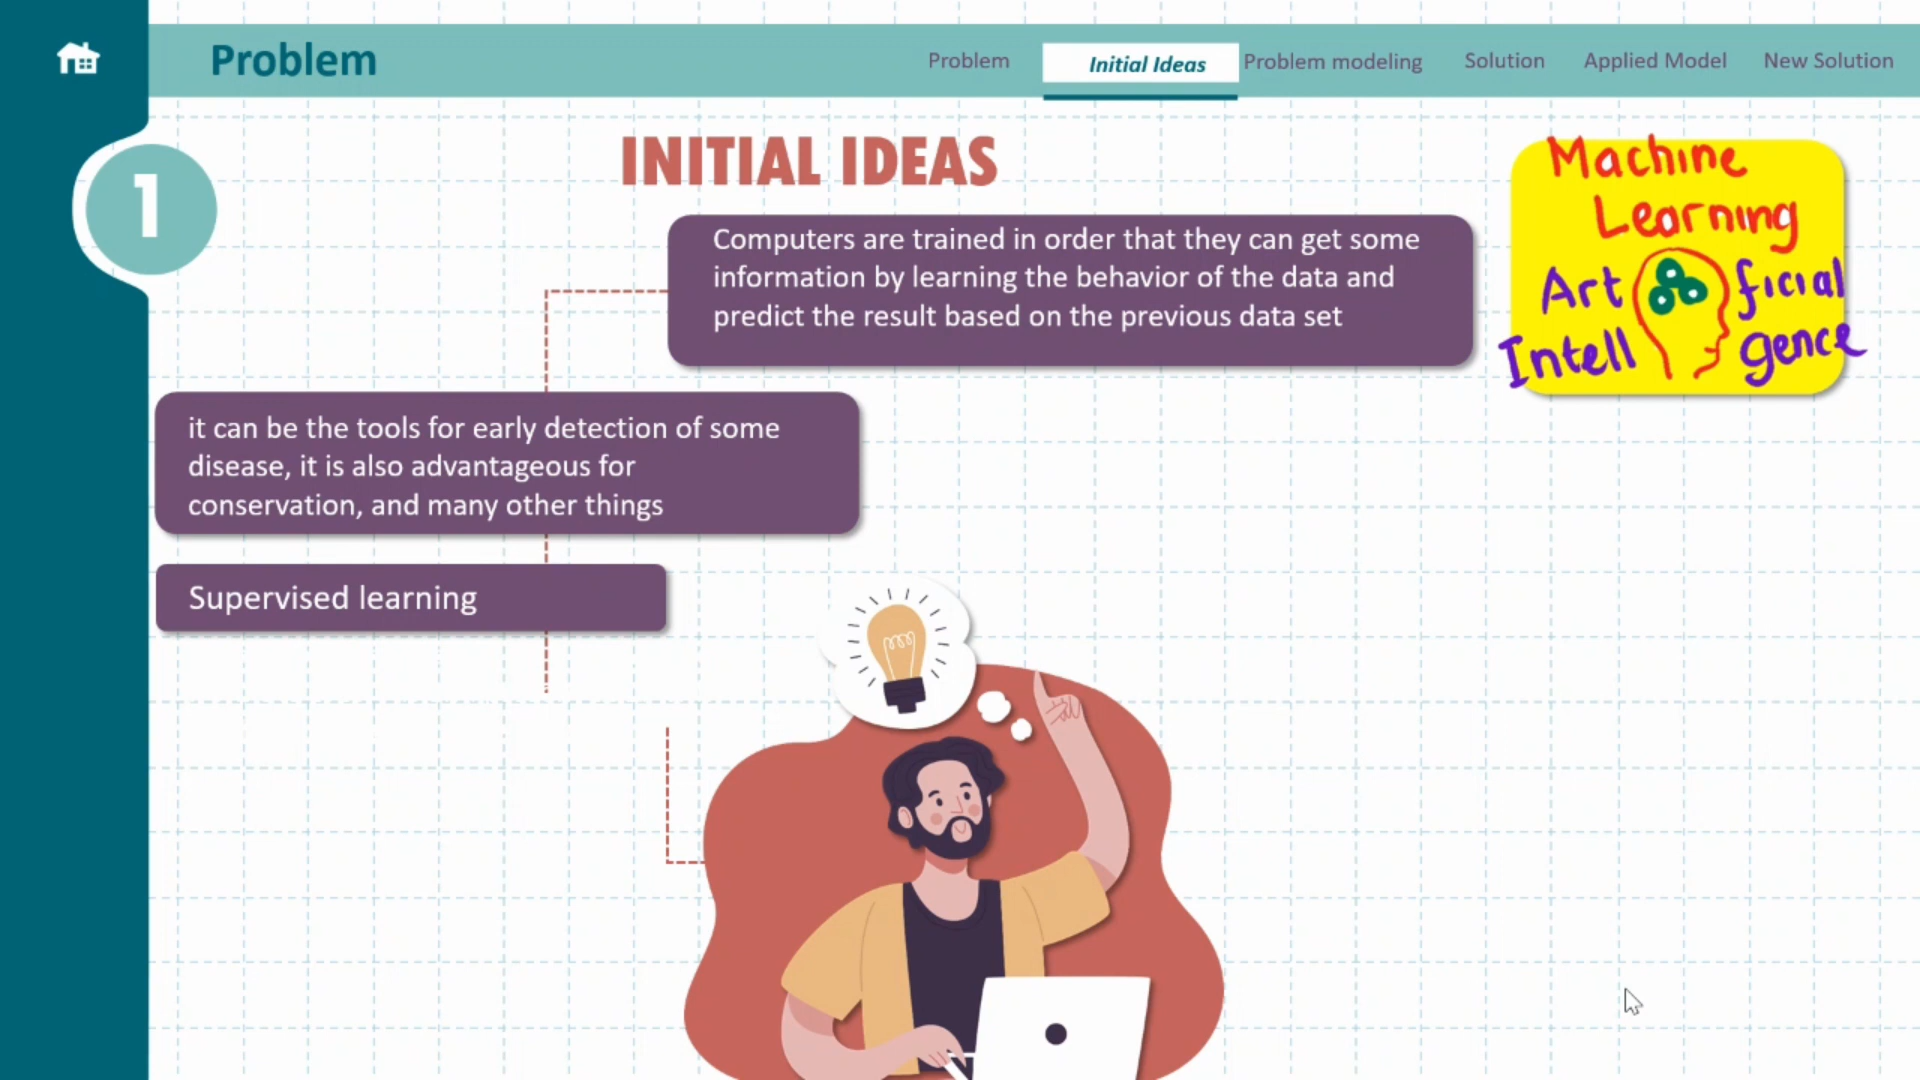 Problem
Problem Initial Ideas Problem modeling Solution Applied Model New Solution
1
INITIAL IDEAS
Computers are trained in order that they can get some
information by learning the behavior of the data and
predict the result based on the previous data set
Machine
Learning
Art ficial
Intell gence
it can be the tools for early detection of some
disease, it is also advantageous for
conservation, and many other things
Supervised learning